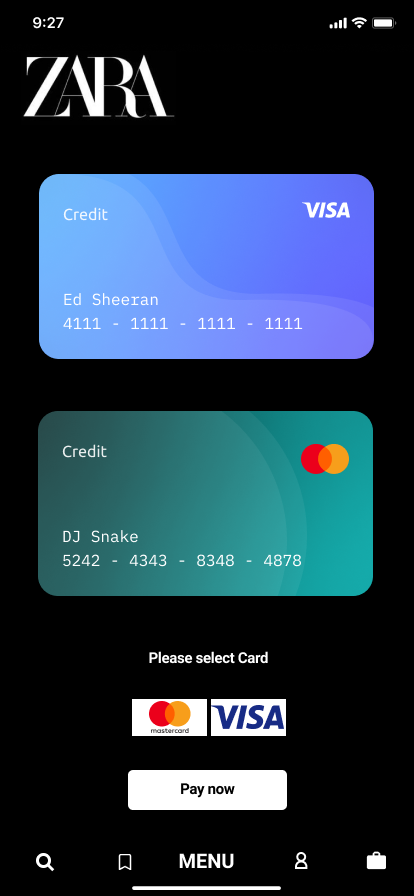 9:27
ZARA
Credit
VISA
Ed Sheeran
4111 - 1111 - 1111 - 1111
Credit
DJ Snake
5242 - 4343 - 8348 - 4878
Please select Card
mastercard
VISA
Pay now
MENU